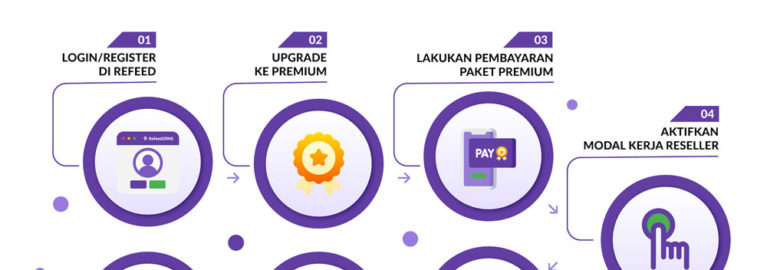 01
LOGIN/REGISTER
DI REFEED
02
UPGRADE
KE PREMIUM
03
LAKUKAN PEMBAYARAN
PAKET PREMIUM
04
AKTIFKAN
MODAL KERJA RESELLER
PAY